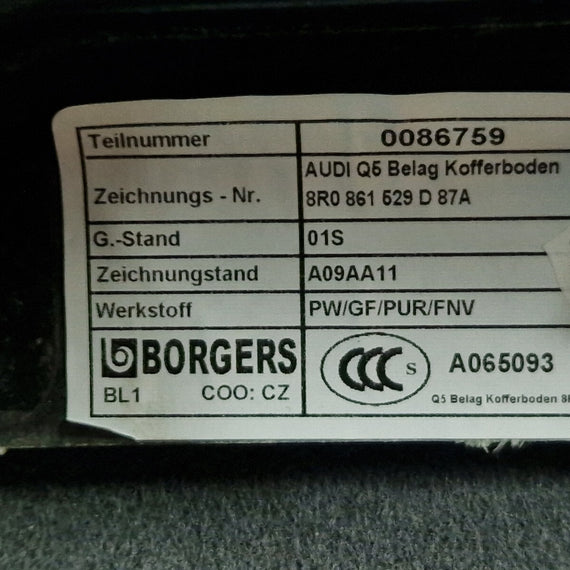 Teilnummer 0086759
AUDI Q5 Belag Kofferboden
Zeichnungs - Nr. 8R0 861 529 D 87A
G.-Stand 01S
Zeichnungstand A09AA11
Werkstoff PW/GF/PUR/FNV
BORGERS
CCC S A065093
BL1 COO: CZ
Q5 Belag Kofferboden